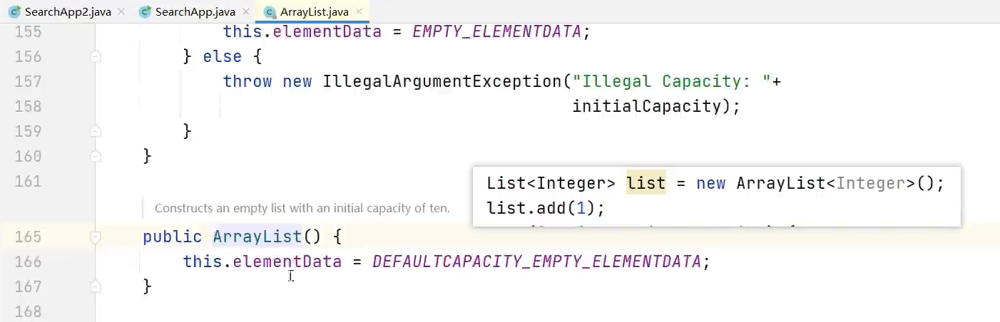 SearchApp2.java × SearchApp.java × ArrayList.java ×
155 this.elementData = EMPTY_ELEMENTDATA;
156 } else {
157 throw new IllegalArgumentException("Illegal Capacity: "+
158 initialCapacity);
159 }
160 }
161
List<Integer> list = new ArrayList<Integer>();
list.add(1);
Constructs an empty list with an initial capacity of ten.
165 public ArrayList() {
166 this.elementData = DEFAULTCAPACITY_EMPTY_ELEMENTDATA;
167 }
168